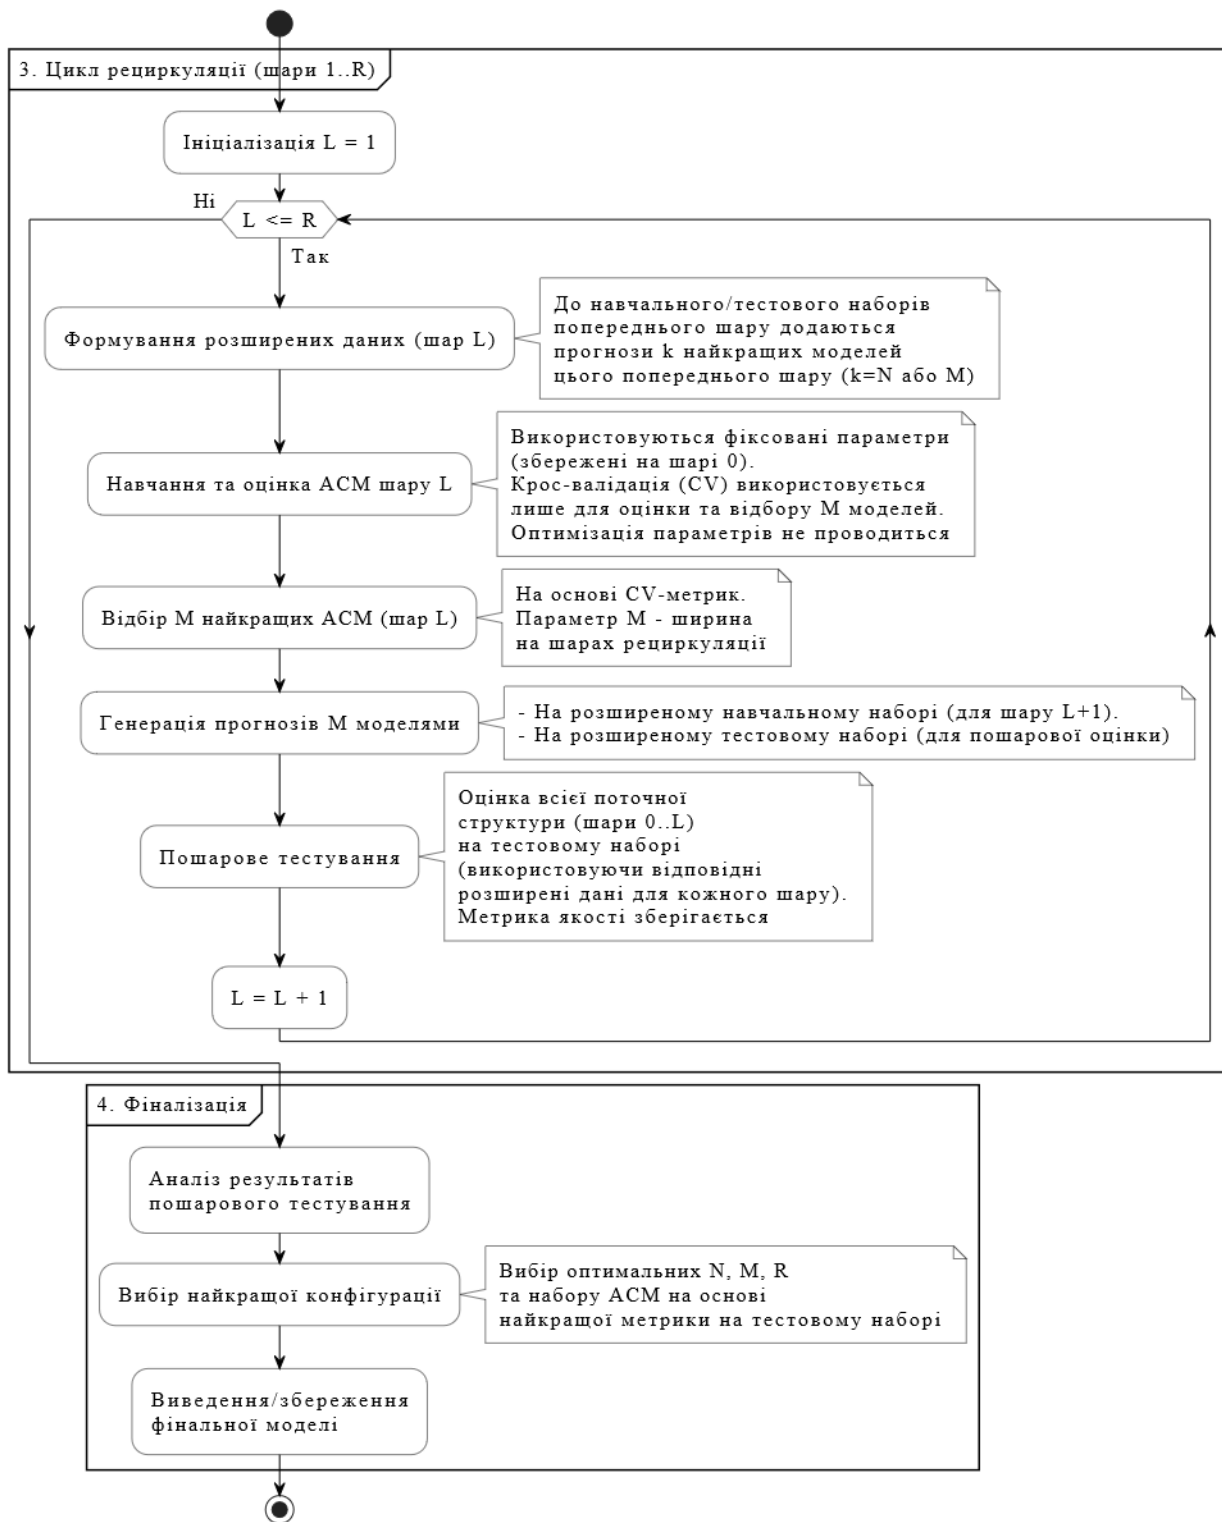 3. Цикл рециркуляції (шари 1..R)
Ініціалізація L = 1
Ні
L <= R
Так
Формування розширених даних (шар L)
До навчального/тестового наборів
попереднього шару додаються
прогнози k найкращих моделей
цього попереднього шару (k=N або M)
Навчання та оцінка АСМ шару L
Використовуються фіксовані параметри
(збережені на шарі 0).
Крос-валідація (CV) використовується
лише для оцінки та відбору M моделей.
Оптимізація параметрів не проводиться
Відбір M найкращих АСМ (шар L)
На основі CV-метрик.
Параметр M - ширина
на шарах рециркуляції
Генерація прогнозів M моделями
- На розширеному навчальному наборі (для шару L+1).
- На розширеному тестовому наборі (для пошарової оцінки)
Пошарове тестування
Оцінка всієї поточної
структури (шари 0..L)
на тестовому наборі
(використовуючи відповідні
розширені дані для кожного шару).
Метрика якості зберігається
L = L + 1
4. Фіналізація
Аналіз результатів
пошарового тестування
Вибір найкращої конфігурації
Вибір оптимальних N, M, R
та набору АСМ на основі
найкращої метрики на тестовому наборі
Виведення/збереження
фінальної моделі